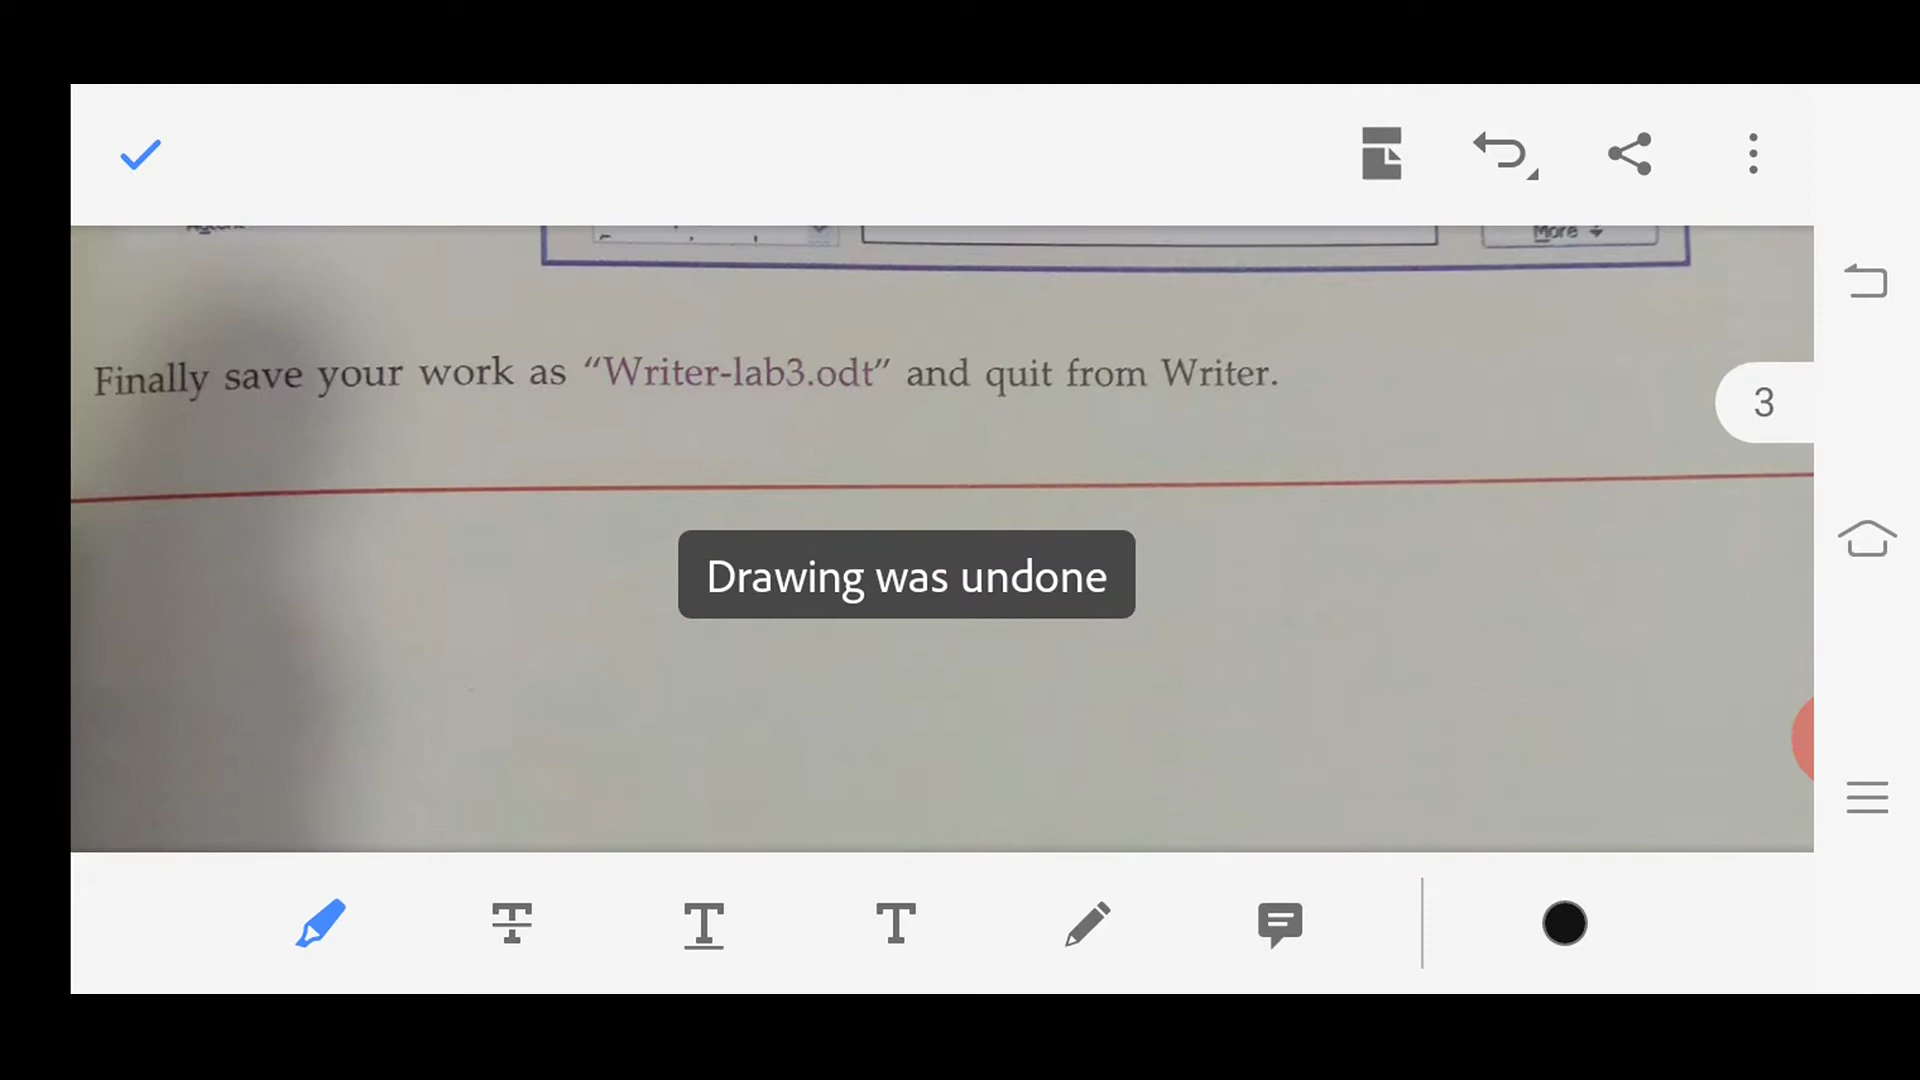 More
Finally save your work as “Writer-lab3.odt” and quit from Writer.
3
Drawing was undone